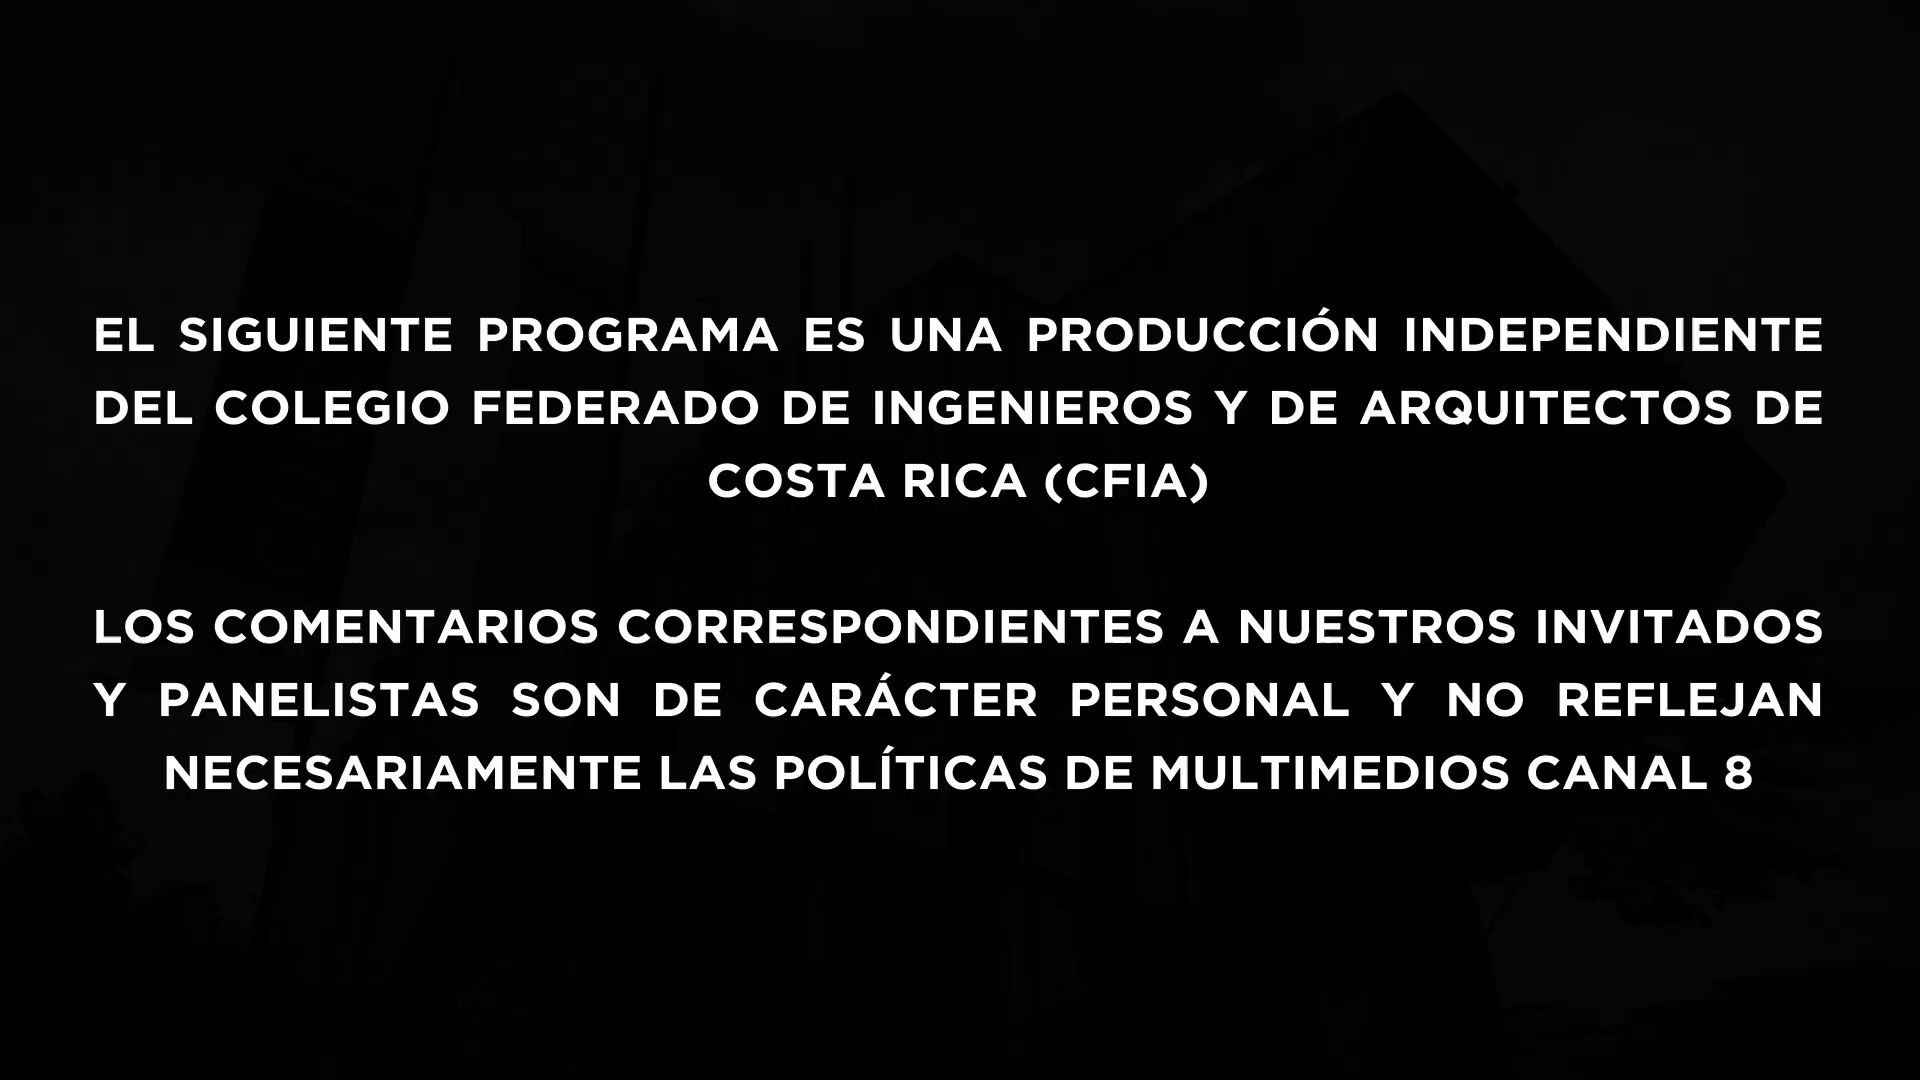 EL SIGUIENTE PROGRAMA ES UNA PRODUCCIÓN INDEPENDIENTE
DEL COLEGIO FEDERADO DE INGENIEROS Y DE ARQUITECTOS DE
COSTA RICA (CFIA)
LOS COMENTARIOS CORRESPONDIENTES A NUESTROS INVITADOS
Y PANELISTAS SON DE CARÁCTER PERSONAL Y NO REFLEJAN
NECESARIAMENTE LAS POLÍTICAS DE MULTIMEDIOS CANAL 8